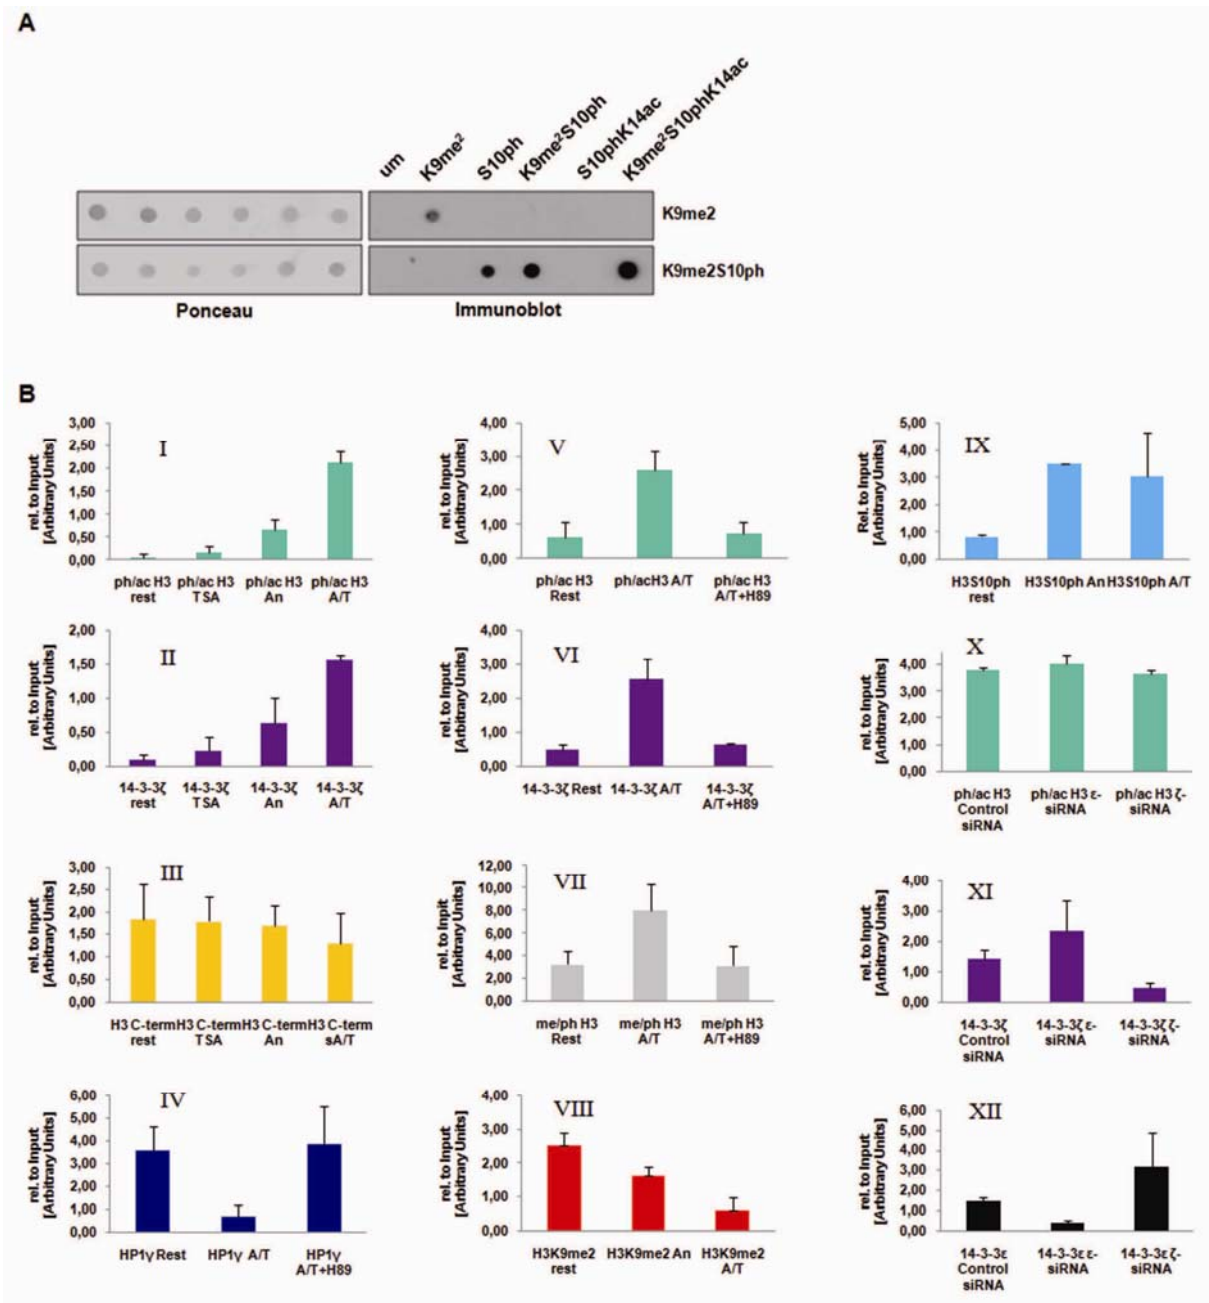 A
um
K9me²
S10ph
K9me²S10ph
S10phK14ac
K9me²S10phK14ac
K9me2
K9me2S10ph
Ponceau
Immunoblot
B
I
rel. to Input
[Arbitrary Units]
3,00
2,50
2,00
1,50
1,00
0,50
0,00
ph/ac H3 ph/ac H3 ph/ac H3 ph/ac H3
rest TSA An A/T
V
rel. to Input
[Arbitrary Units]
4,00
3,00
2,00
1,00
0,00
ph/ac H3 ph/acH3 A/T ph/ac H3
Rest A/T+H89
IX
Rel. to Input
[Arbitrary Units]
5,00
4,00
3,00
2,00
1,00
0,00
H3S10ph H3S10ph An H3S10ph A/T
rest
II
rel. to Input
[Arbitrary Units]
2,00
1,50
1,00
0,50
0,00
14-3-3ζ 14-3-3ζ 14-3-3ζ 14-3-3ζ
rest TSA An A/T
VI
rel. to Input
[Arbitrary Units]
4,00
3,00
2,00
1,00
0,00
14-3-3ζ Rest 14-3-3ζ A/T 14-3-3ζ
A/T+H89
X
rel. to Input
[Arbitrary Units]
4,00
3,00
2,00
1,00
0,00
ph/ac H3 ph/ac H3 ε- ph/ac H3 ζ-
Control siRNA siRNA
siRNA
III
rel. to Input
[Arbitrary Units]
3,00
2,50
2,00
1,50
1,00
0,50
0,00
H3 C-term H3 C-term H3 C-term H3 C-term
rest TSA An sA/T
VII
rel. to Inpit
[Arbitrary Units]
12,00
10,00
8,00
6,00
4,00
2,00
0,00
me/ph H3 me/ph H3 me/ph H3
Rest A/T A/T+H89
XI
rel. to Input
[Arbitrary Units]
4,00
3,00
2,00
1,00
0,00
14-3-3ζ 14-3-3ζ ε- 14-3-3ζ ζ-
Control siRNA siRNA
siRNA
IV
rel. to Input
[Arbitrary Units]
6,00
5,00
4,00
3,00
2,00
1,00
0,00
HP1γ Rest HP1γ A/T HP1γ
A/T+H89
VIII
rel. to Input
[Arbitrary Units]
4,00
3,00
2,00
1,00
0,00
H3K9me2 H3K9me2 An H3K9me2
rest A/T
XII
rel. to Input
[Arbitrary Units]
6,00
5,00
4,00
3,00
2,00
1,00
0,00
14-3-3ε 14-3-3ε ε- 14-3-3ε ζ-
Control siRNA siRNA
siRNA